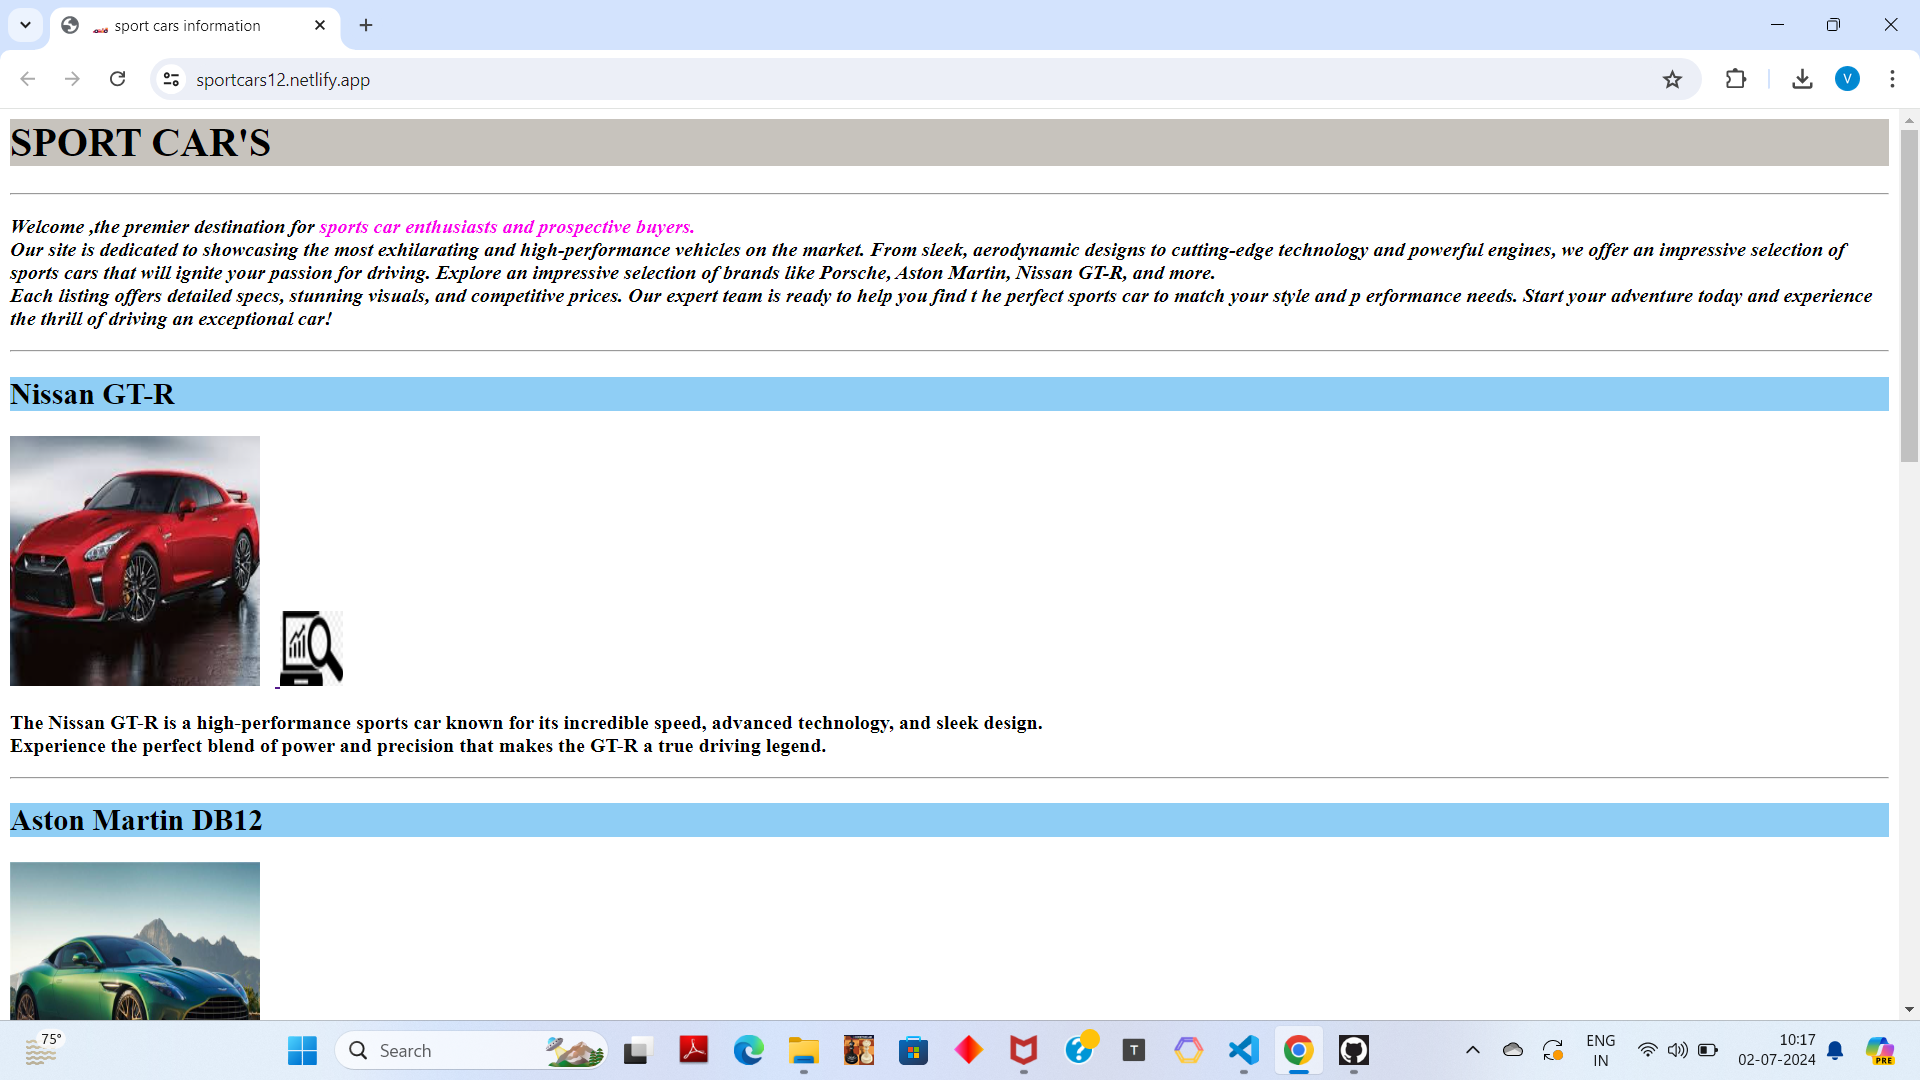 sport cars information
sportcars12.netlify.app
V
SPORT CAR'S
Welcome ,the premier destination for sports car enthusiasts and prospective buyers.
Our site is dedicated to showcasing the most exhilarating and high-performance vehicles on the market. From sleek, aerodynamic designs to cutting-edge technology and powerful engines, we offer an impressive selection of
sports cars that will ignite your passion for driving. Explore an impressive selection of brands like Porsche, Aston Martin, Nissan GT-R, and more.
Each listing offers detailed specs, stunning visuals, and competitive prices. Our expert team is ready to help you find t he perfect sports car to match your style and p erformance needs. Start your adventure today and experience
the thrill of driving an exceptional car!
Nissan GT-R
The Nissan GT-R is a high-performance sports car known for its incredible speed, advanced technology, and sleek design.
Experience the perfect blend of power and precision that makes the GT-R a true driving legend.
Aston Martin DB12
75°
Search
T
ENG
IN
10:17
02-07-2024
PRE